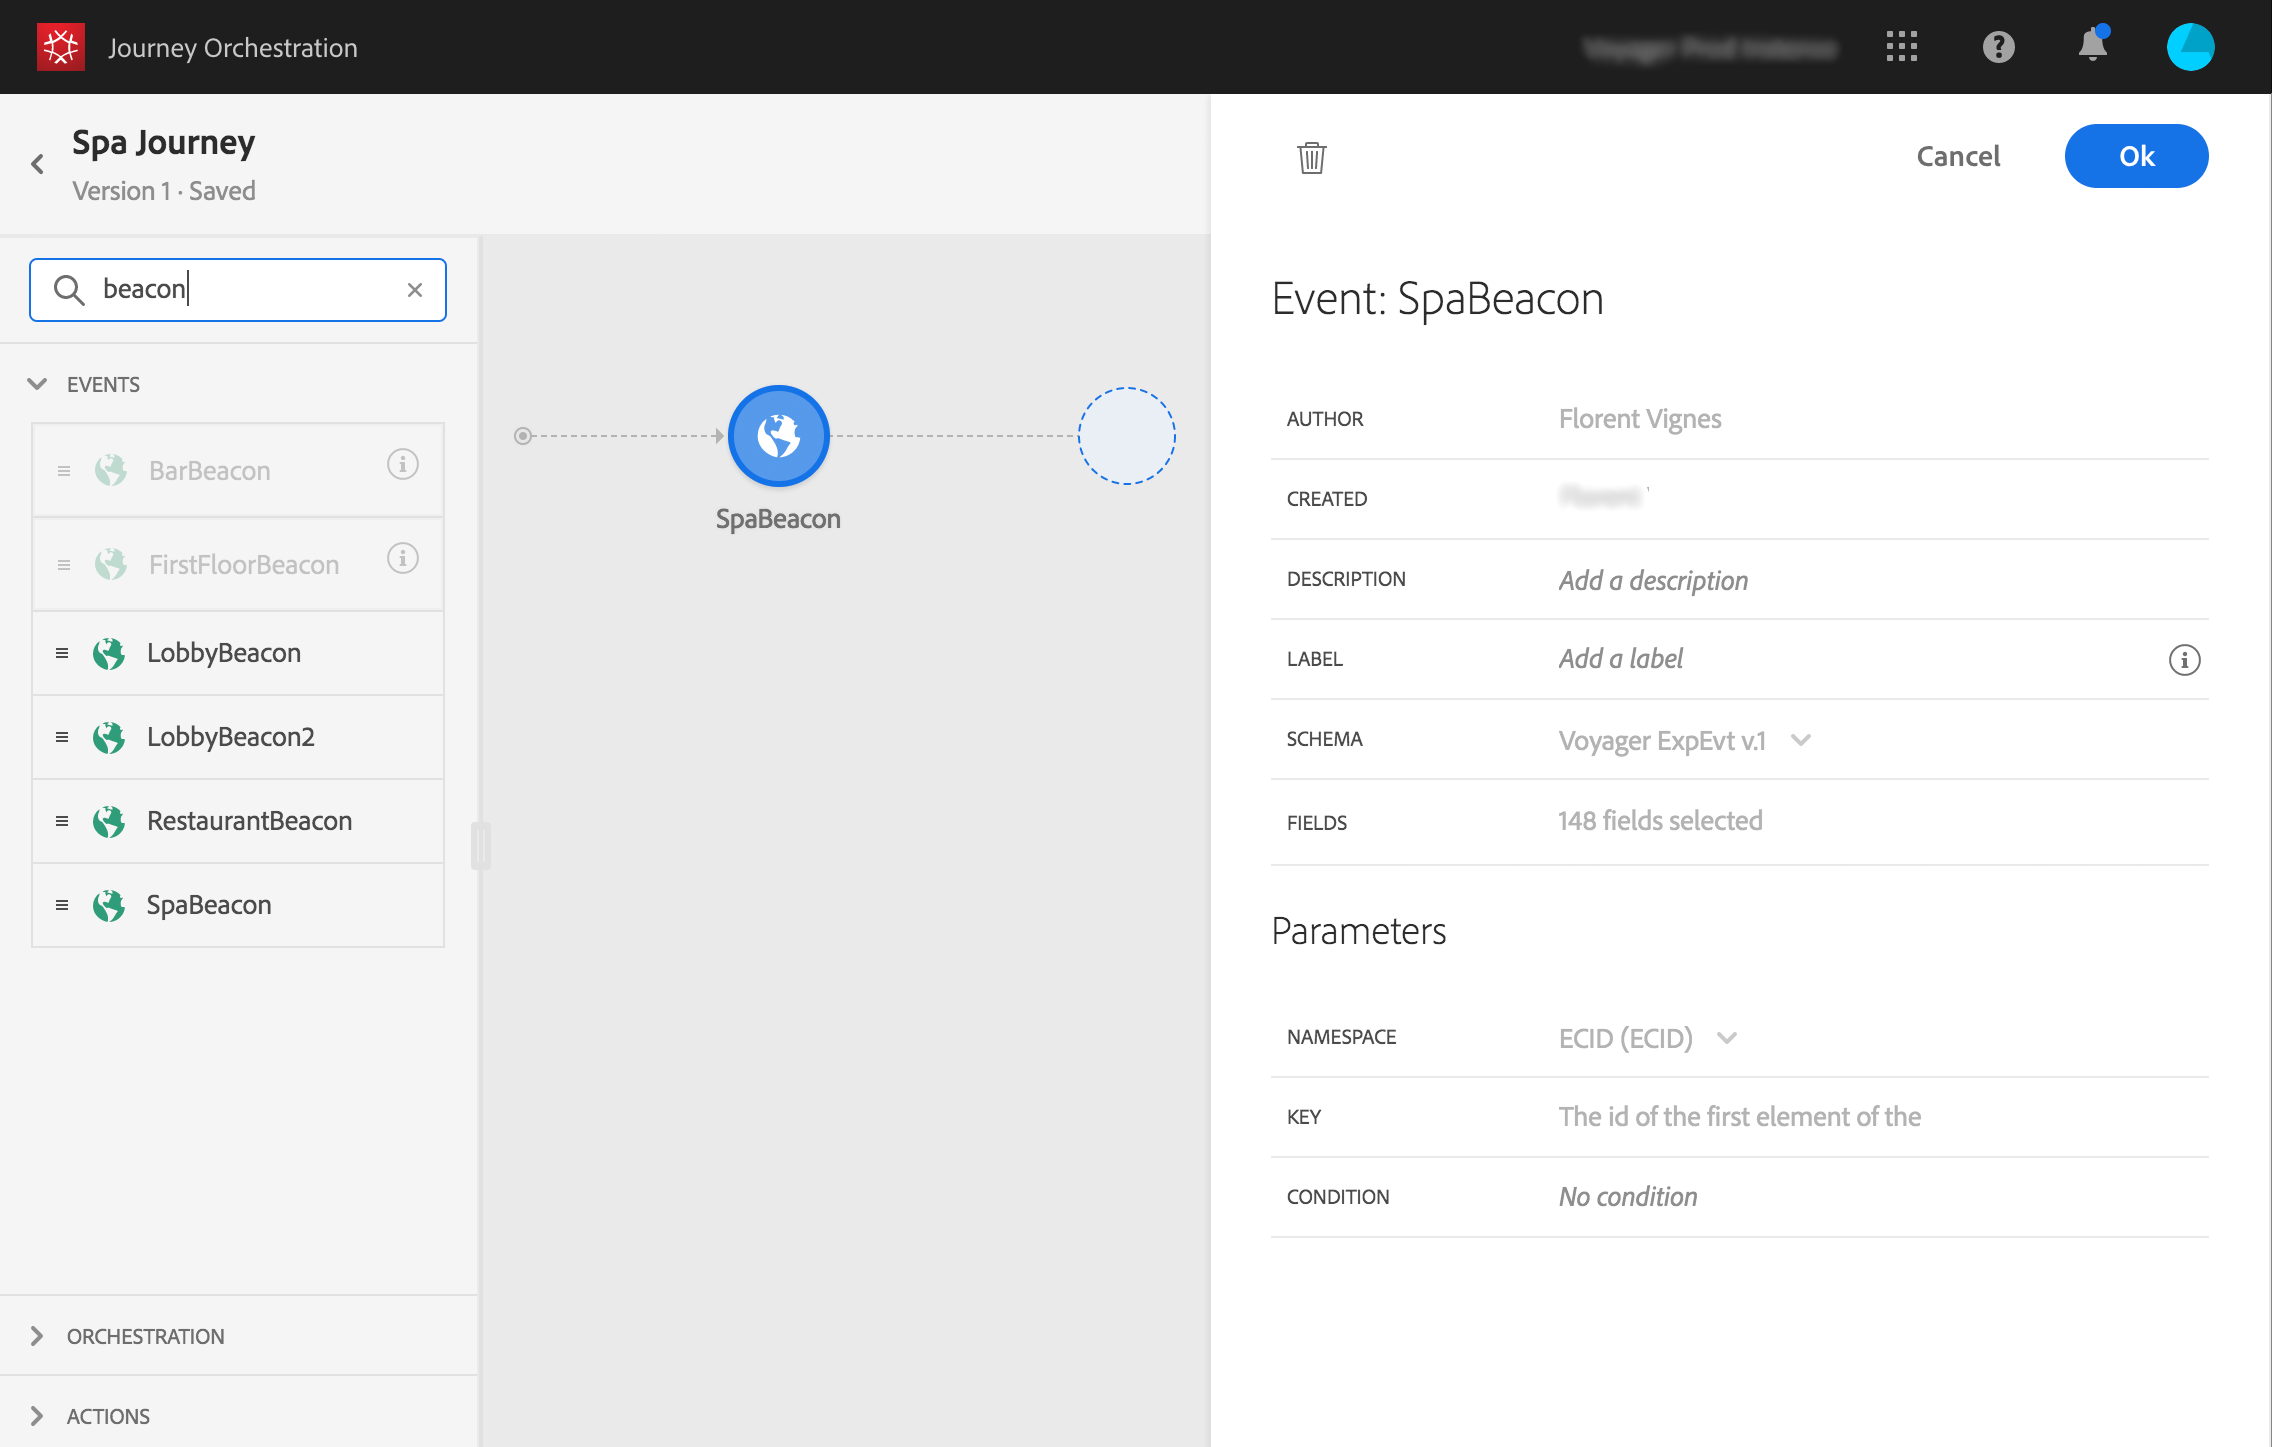 Journey Orchestration
Spa Journey
Version 1 · Saved
beacon
EVENTS
BarBeacon
FirstFloorBeacon
LobbyBeacon
LobbyBeacon2
RestaurantBeacon
SpaBeacon
ORCHESTRATION
ACTIONS
SpaBeacon
Cancel
Ok
Event: SpaBeacon
AUTHOR Florent Vignes
CREATED
DESCRIPTION Add a description
LABEL Add a label
SCHEMA Voyager ExpEvt v.1
FIELDS 148 fields selected
Parameters
NAMESPACE ECID (ECID)
KEY The id of the first element of the
CONDITION No condition